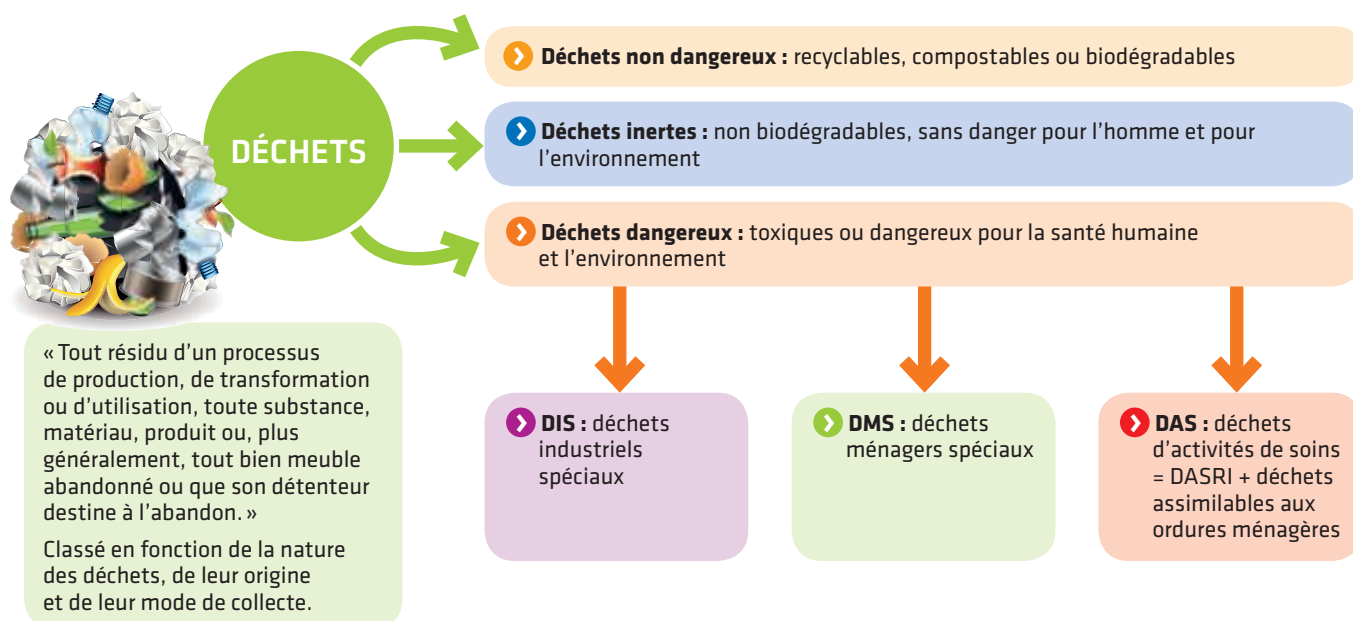 DÉCHETS
Déchets non dangereux : recyclables, compostables ou biodégradables
Déchets inertes : non biodégradables, sans danger pour l'homme et pour
l'environnement
Déchets dangereux : toxiques ou dangereux pour la santé humaine
et l'environnement
« Tout résidu d'un processus
de production, de transformation
ou d'utilisation, toute substance,
matériau, produit ou, plus
généralement, tout bien meuble
abandonné ou que son détenteur
destine à l'abandon. »
Classé en fonction de la nature
des déchets, de leur origine
et de leur mode de collecte.
DIS : déchets
industriels
spéciaux
DMS : déchets
ménagers spéciaux
DAS : déchets
d'activités de soins
= DASRI + déchets
assimilables aux
ordures ménagères